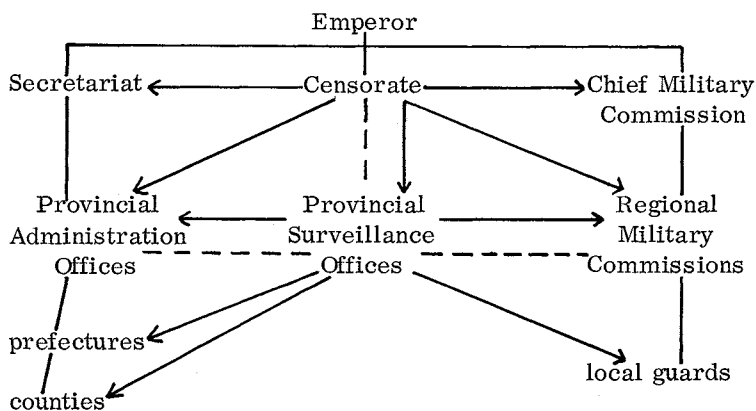 Emperor
Secretariat
Censorate
Chief Military
Commission
Provincial
Administration
Offices
Provincial
Surveillance
Offices
Regional
Military
Commissions
prefectures
counties
local guards